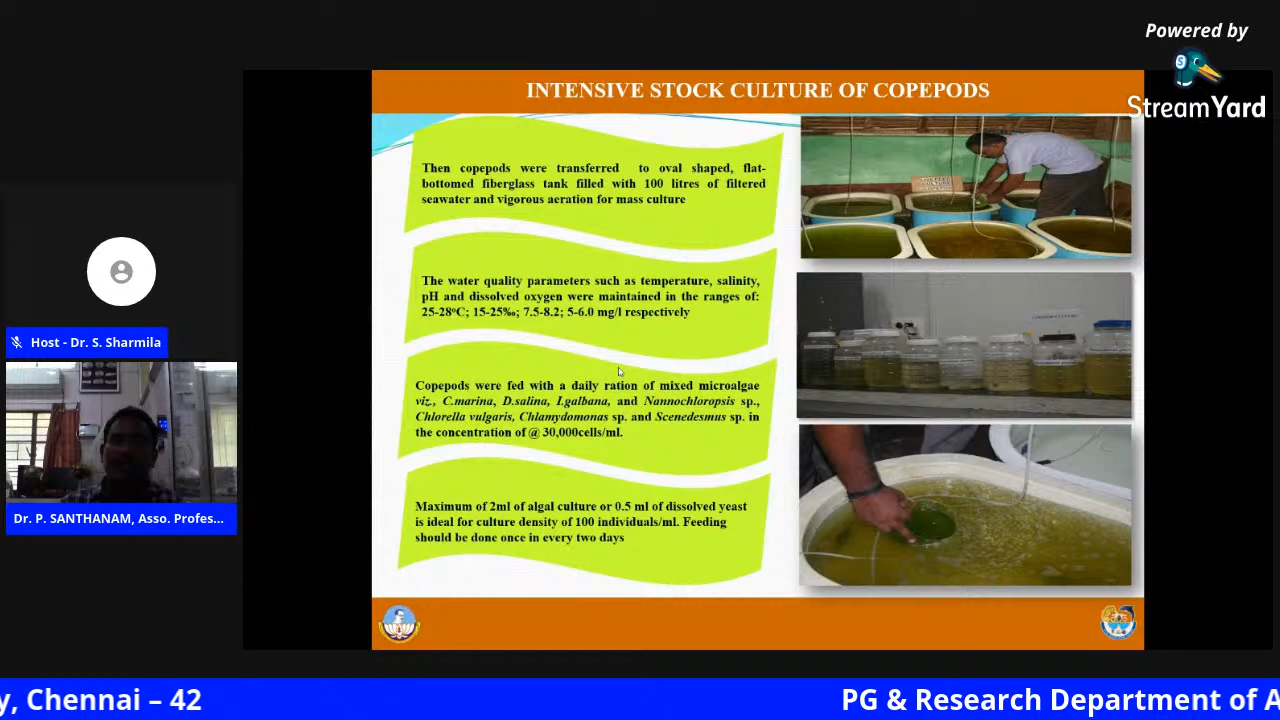 Powered by
StreamYard
INTENSIVE STOCK CULTURE OF COPEPODS
Then copepods were transferred to oval shaped, flat-
bottomed fiberglass tank filled with 100 litres of filtered
seawater and vigorous aeration for mass culture
The water quality parameters such as temperature, salinity,
pH and dissolved oxygen were maintained in the ranges of:
25-28ºC; 15-25‰; 7.5-8.2; 5-6.0 mg/l respectively
Copepods were fed with a daily ration of mixed microalgae
viz., C.marina, D.salina, I.galbana, and Nannochloropsis sp.,
Chlorella vulgaris, Chlamydomonas sp. and Scenedesmus sp. in
the concentration of @ 30,000cells/ml.
Maximum of 2ml of algal culture or 0.5 ml of dissolved yeast
is ideal for culture density of 100 individuals/ml. Feeding
should be done once in every two days
Host - Dr. S. Sharmila
Dr. P. SANTHANAM, Asso. Profes...
y, Chennai – 42
PG & Research Department of A